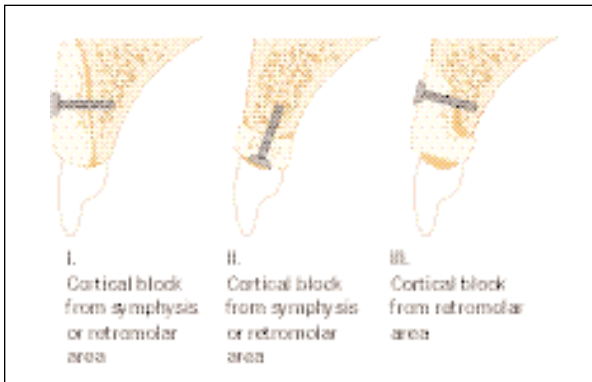 I.
Cortical block
from symphysis
or retromolar
area
II.
Cortical block
from symphysis
or retromolar
area
III.
Cortical block
from retromolar
area